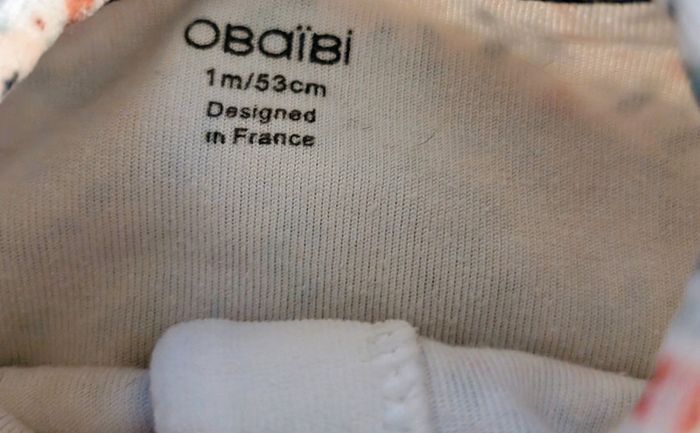 OBaïBi
1m/53cm
Designed
in France